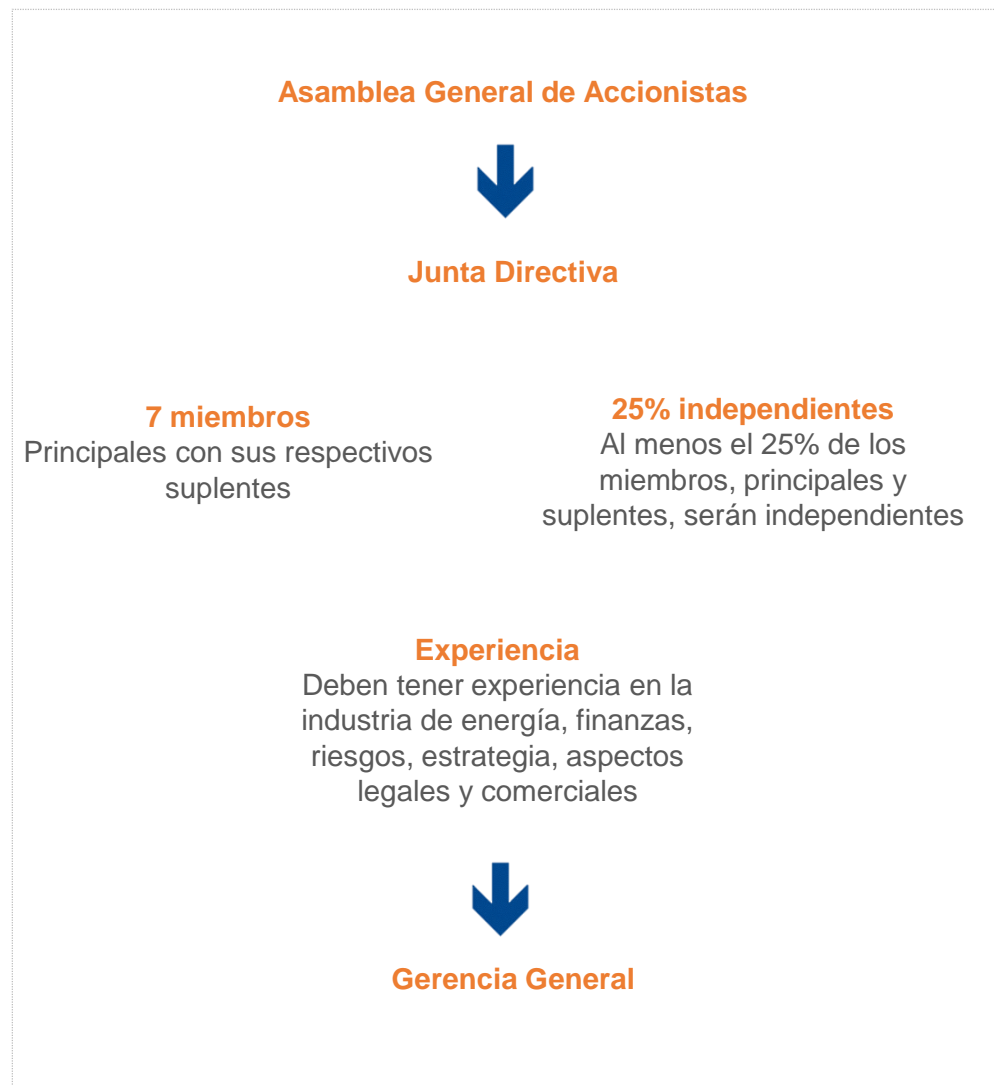 Asamblea General de Accionistas
Junta Directiva
7 miembros
Principales con sus respectivos
suplentes
25% independientes
Al menos el 25% de los
miembros, principales y
suplentes, serán independientes
Experiencia
Deben tener experiencia en la
industria de energía, finanzas,
riesgos, estrategia, aspectos
legales y comerciales
Gerencia General